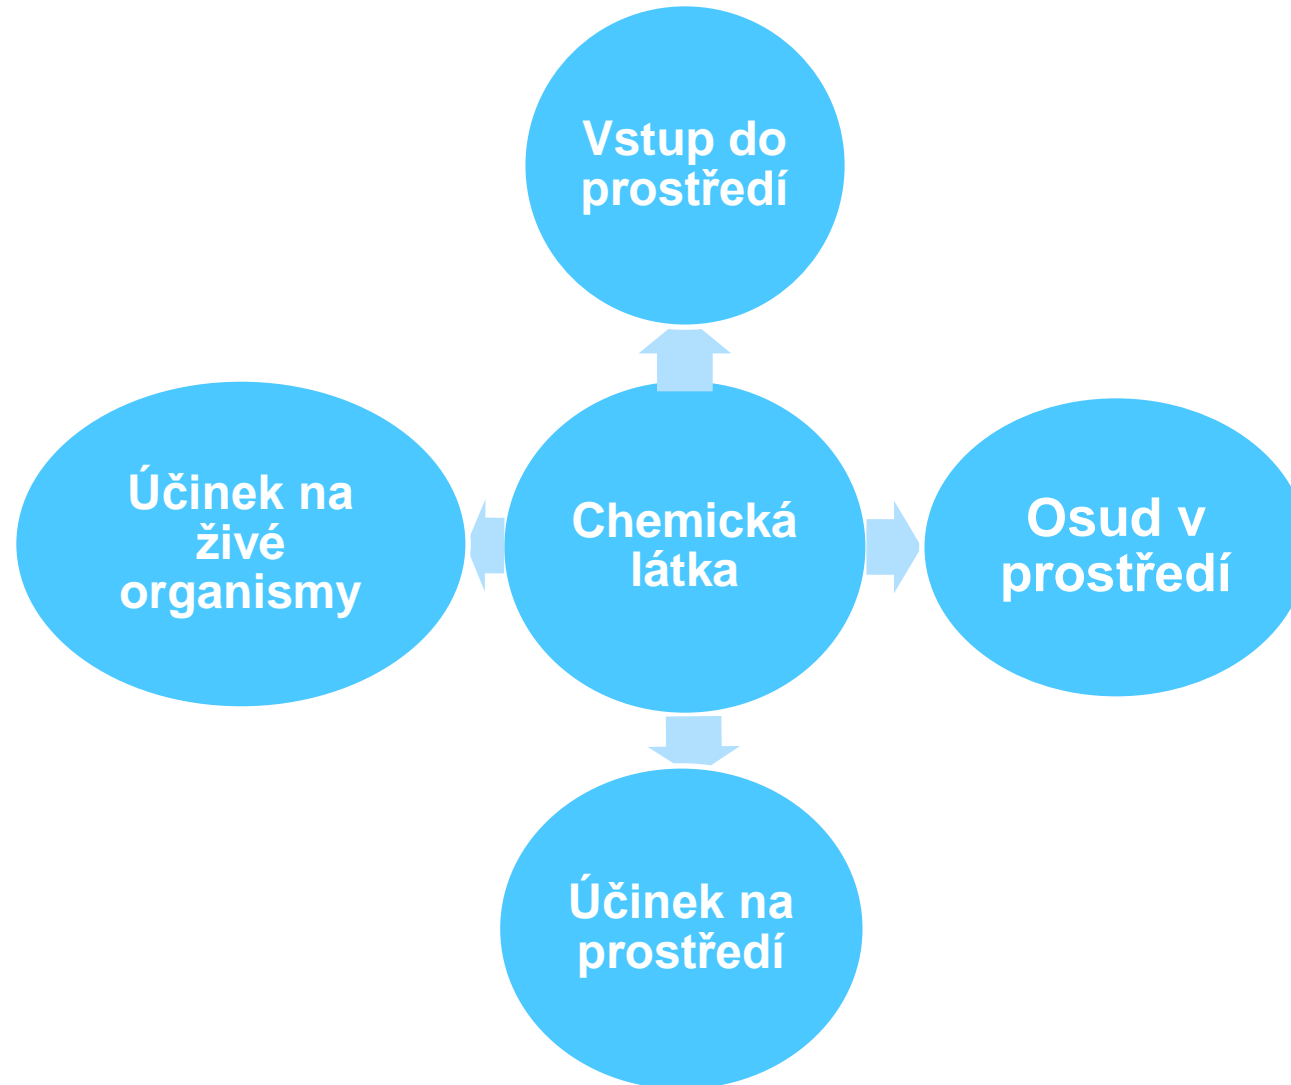 Vstup do
prostředí
Účinek na
živé
organismy
Chemická
látka
Osud v
prostředí
Účinek na
prostředí